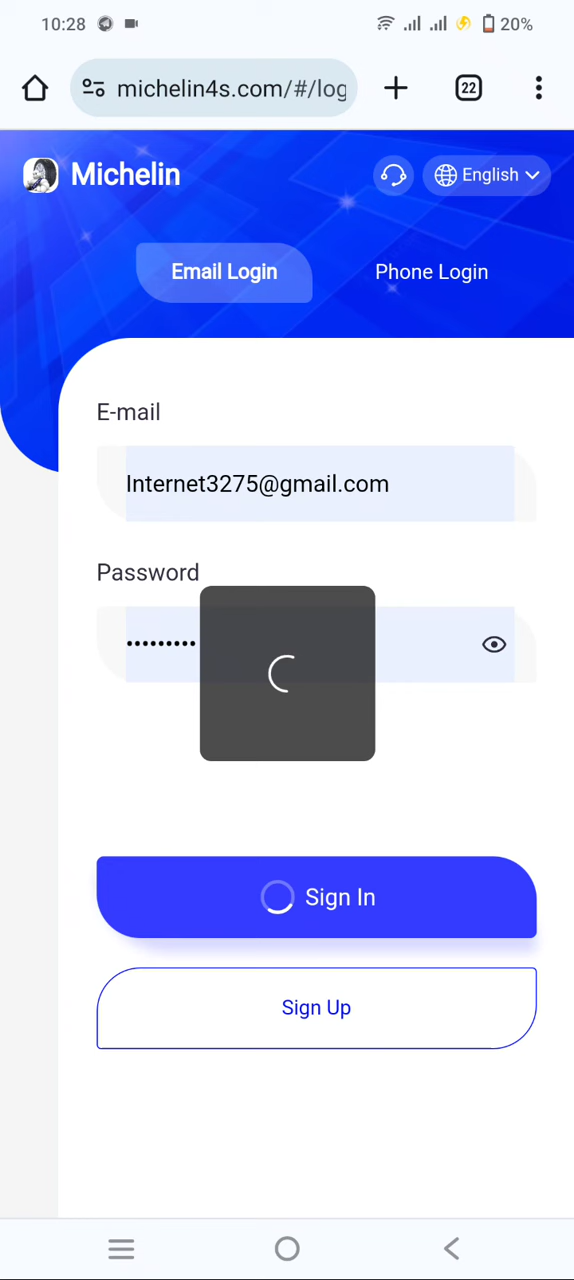 10:28
20%
michelin4s.com/#/log
22
Michelin
English
Email Login
Phone Login
E-mail
Internet3275@gmail.com
Password
•••••••••
Sign In
Sign Up